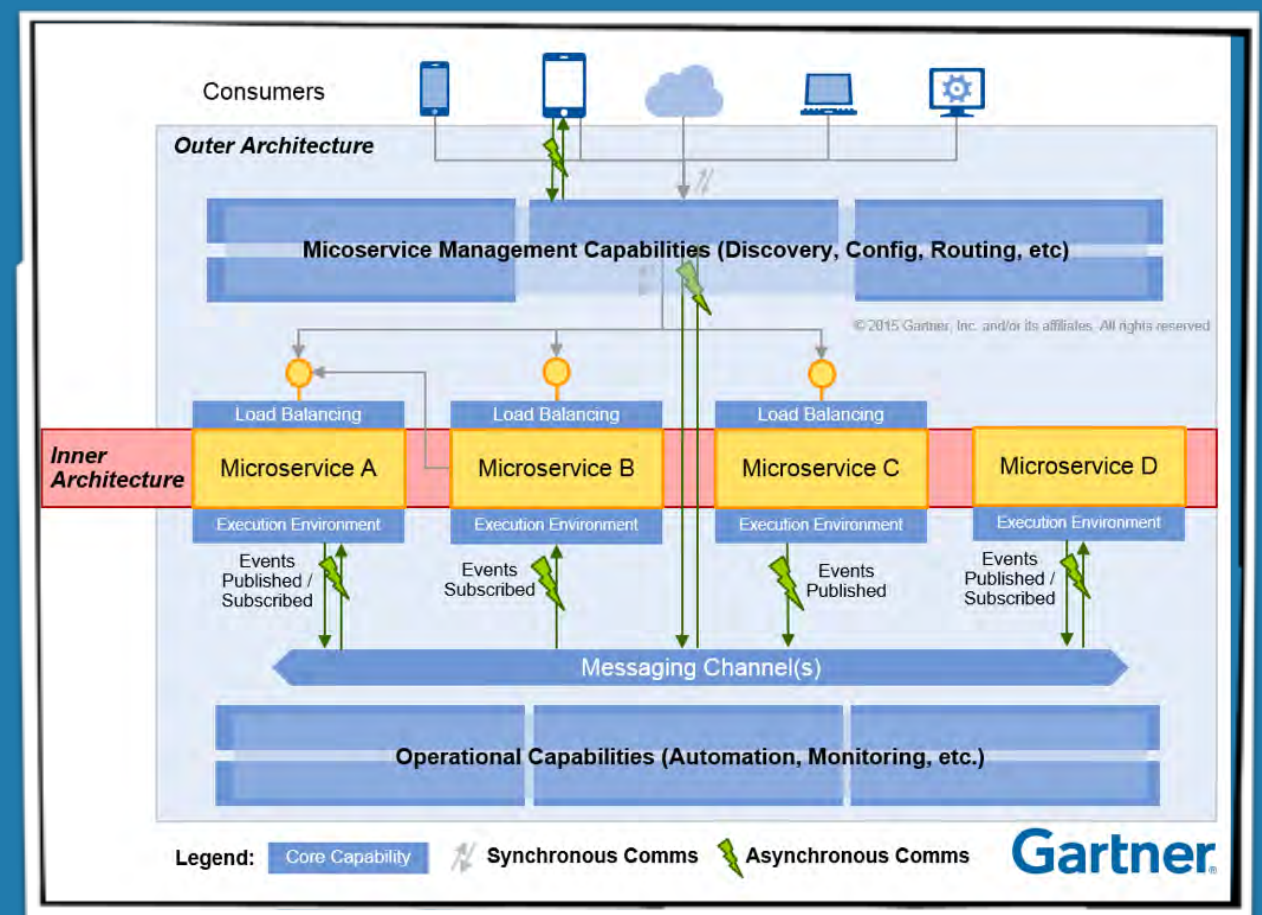 Consumers
Outer Architecture
Micoservice Management Capabilities (Discovery, Config, Routing, etc)
© 2015 Gartner, Inc. and/or its affiliates. All rights reserved
Load Balancing
Load Balancing
Load Balancing
Inner
Architecture
Microservice A
Microservice B
Microservice C
Microservice D
Execution Environment
Execution Environment
Execution Environment
Execution Environment
Events
Published /
Subscribed
Events
Subscribed
Events
Published
Events
Published /
Subscribed
Messaging Channel(s)
Operational Capabilities (Automation, Monitoring, etc.)
Legend:
Core Capability
Synchronous Comms
Asynchronous Comms
Gartner®